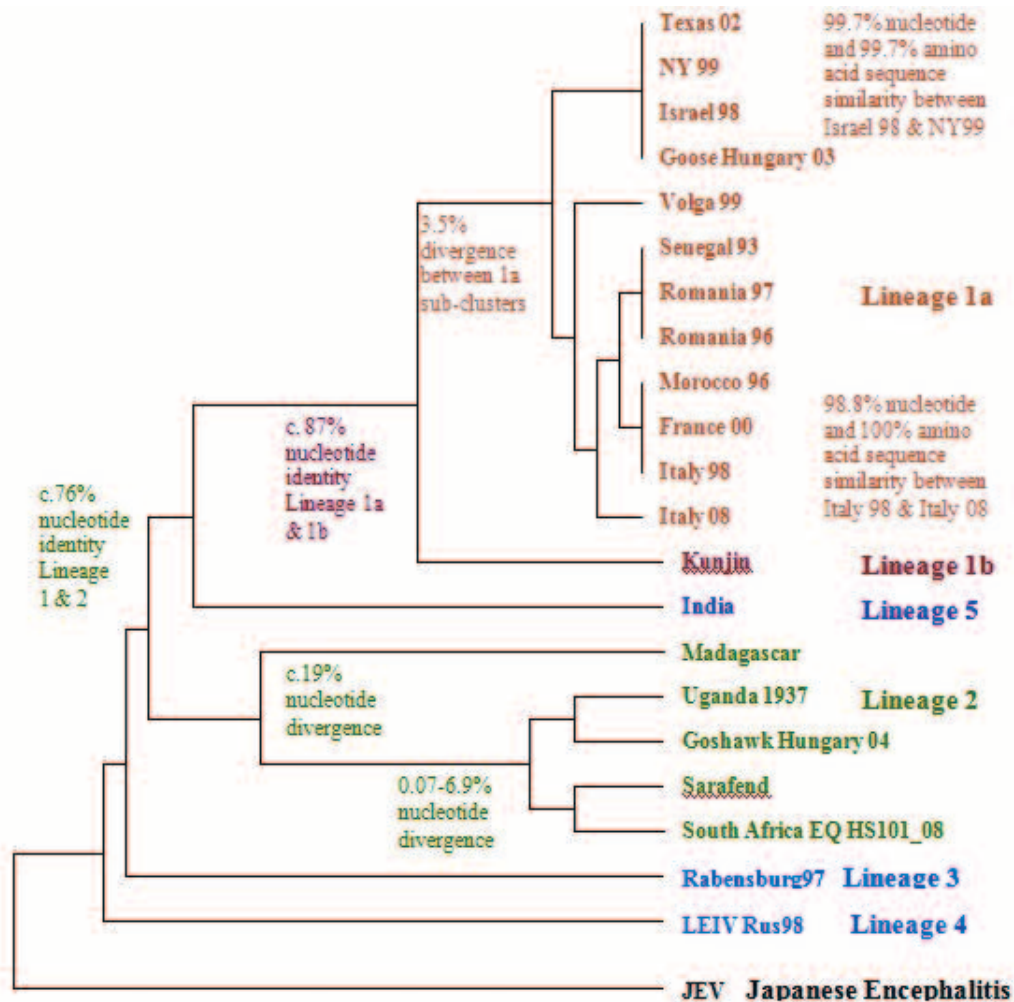 Texas 02
NY 99
Israel 98
Goose Hungary 03
99.7% nucleotide
and 99.7% amino
acid sequence
similarity between
Israel 98 & NY99
Volga 99
Senegal 93
Romania 97
Romania 96
Morocco 96
France 00
Italy 98
Italy 08
Lineage 1a
98.8% nucleotide
and 100% amino
acid sequence
similarity between
Italy 98 & Italy 08
3.5%
divergence
between 1a
sub-clusters
c. 87%
nucleotide
identity
Lineage 1a
& 1b
c.76%
nucleotide
identity
Lineage
1 & 2
Kunjin Lineage 1b
India Lineage 5
Madagascar
c.19%
nucleotide
divergence
Uganda 1937 Lineage 2
Goshawk Hungary 04
0.07-6.9%
nucleotide
divergence
Sarafend
South Africa EQ HS101_08
Rabensburg97 Lineage 3
LEIV Rus98 Lineage 4
JEV Japanese Encephalitis